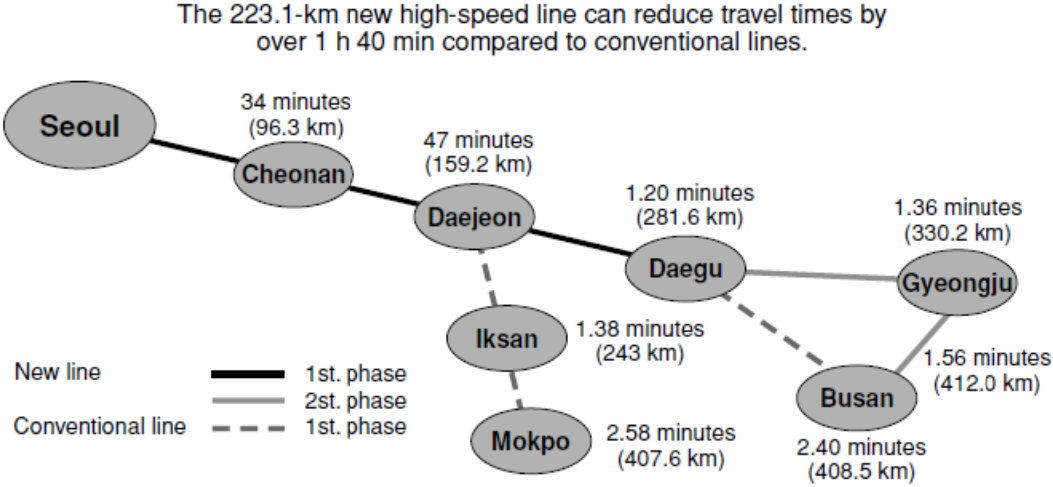 The 223.1-km new high-speed line can reduce travel times by
over 1 h 40 min compared to conventional lines.
Seoul
34 minutes
(96.3 km)
Cheonan
47 minutes
(159.2 km)
Daejeon
1.20 minutes
(281.6 km)
Daegu
1.36 minutes
(330.2 km)
Gyeongju
Iksan
1.38 minutes
(243 km)
1.56 minutes
(412.0 km)
Busan
2.40 minutes
(408.5 km)
Mokpo
2.58 minutes
(407.6 km)
New line
1st. phase
2st. phase
Conventional line
1st. phase